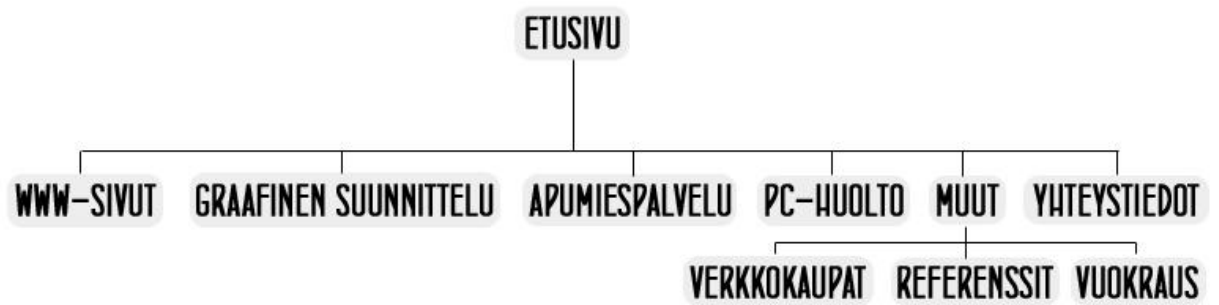 ETUSIVU
WWW-SIVUT GRAAFINEN SUUNNITTELU APUMIESPALVELU PC-HUOLTO MUUT YHTEYSTIEDOT
VERKKOKAUPAT REFERENSSIT VUOKRAUS